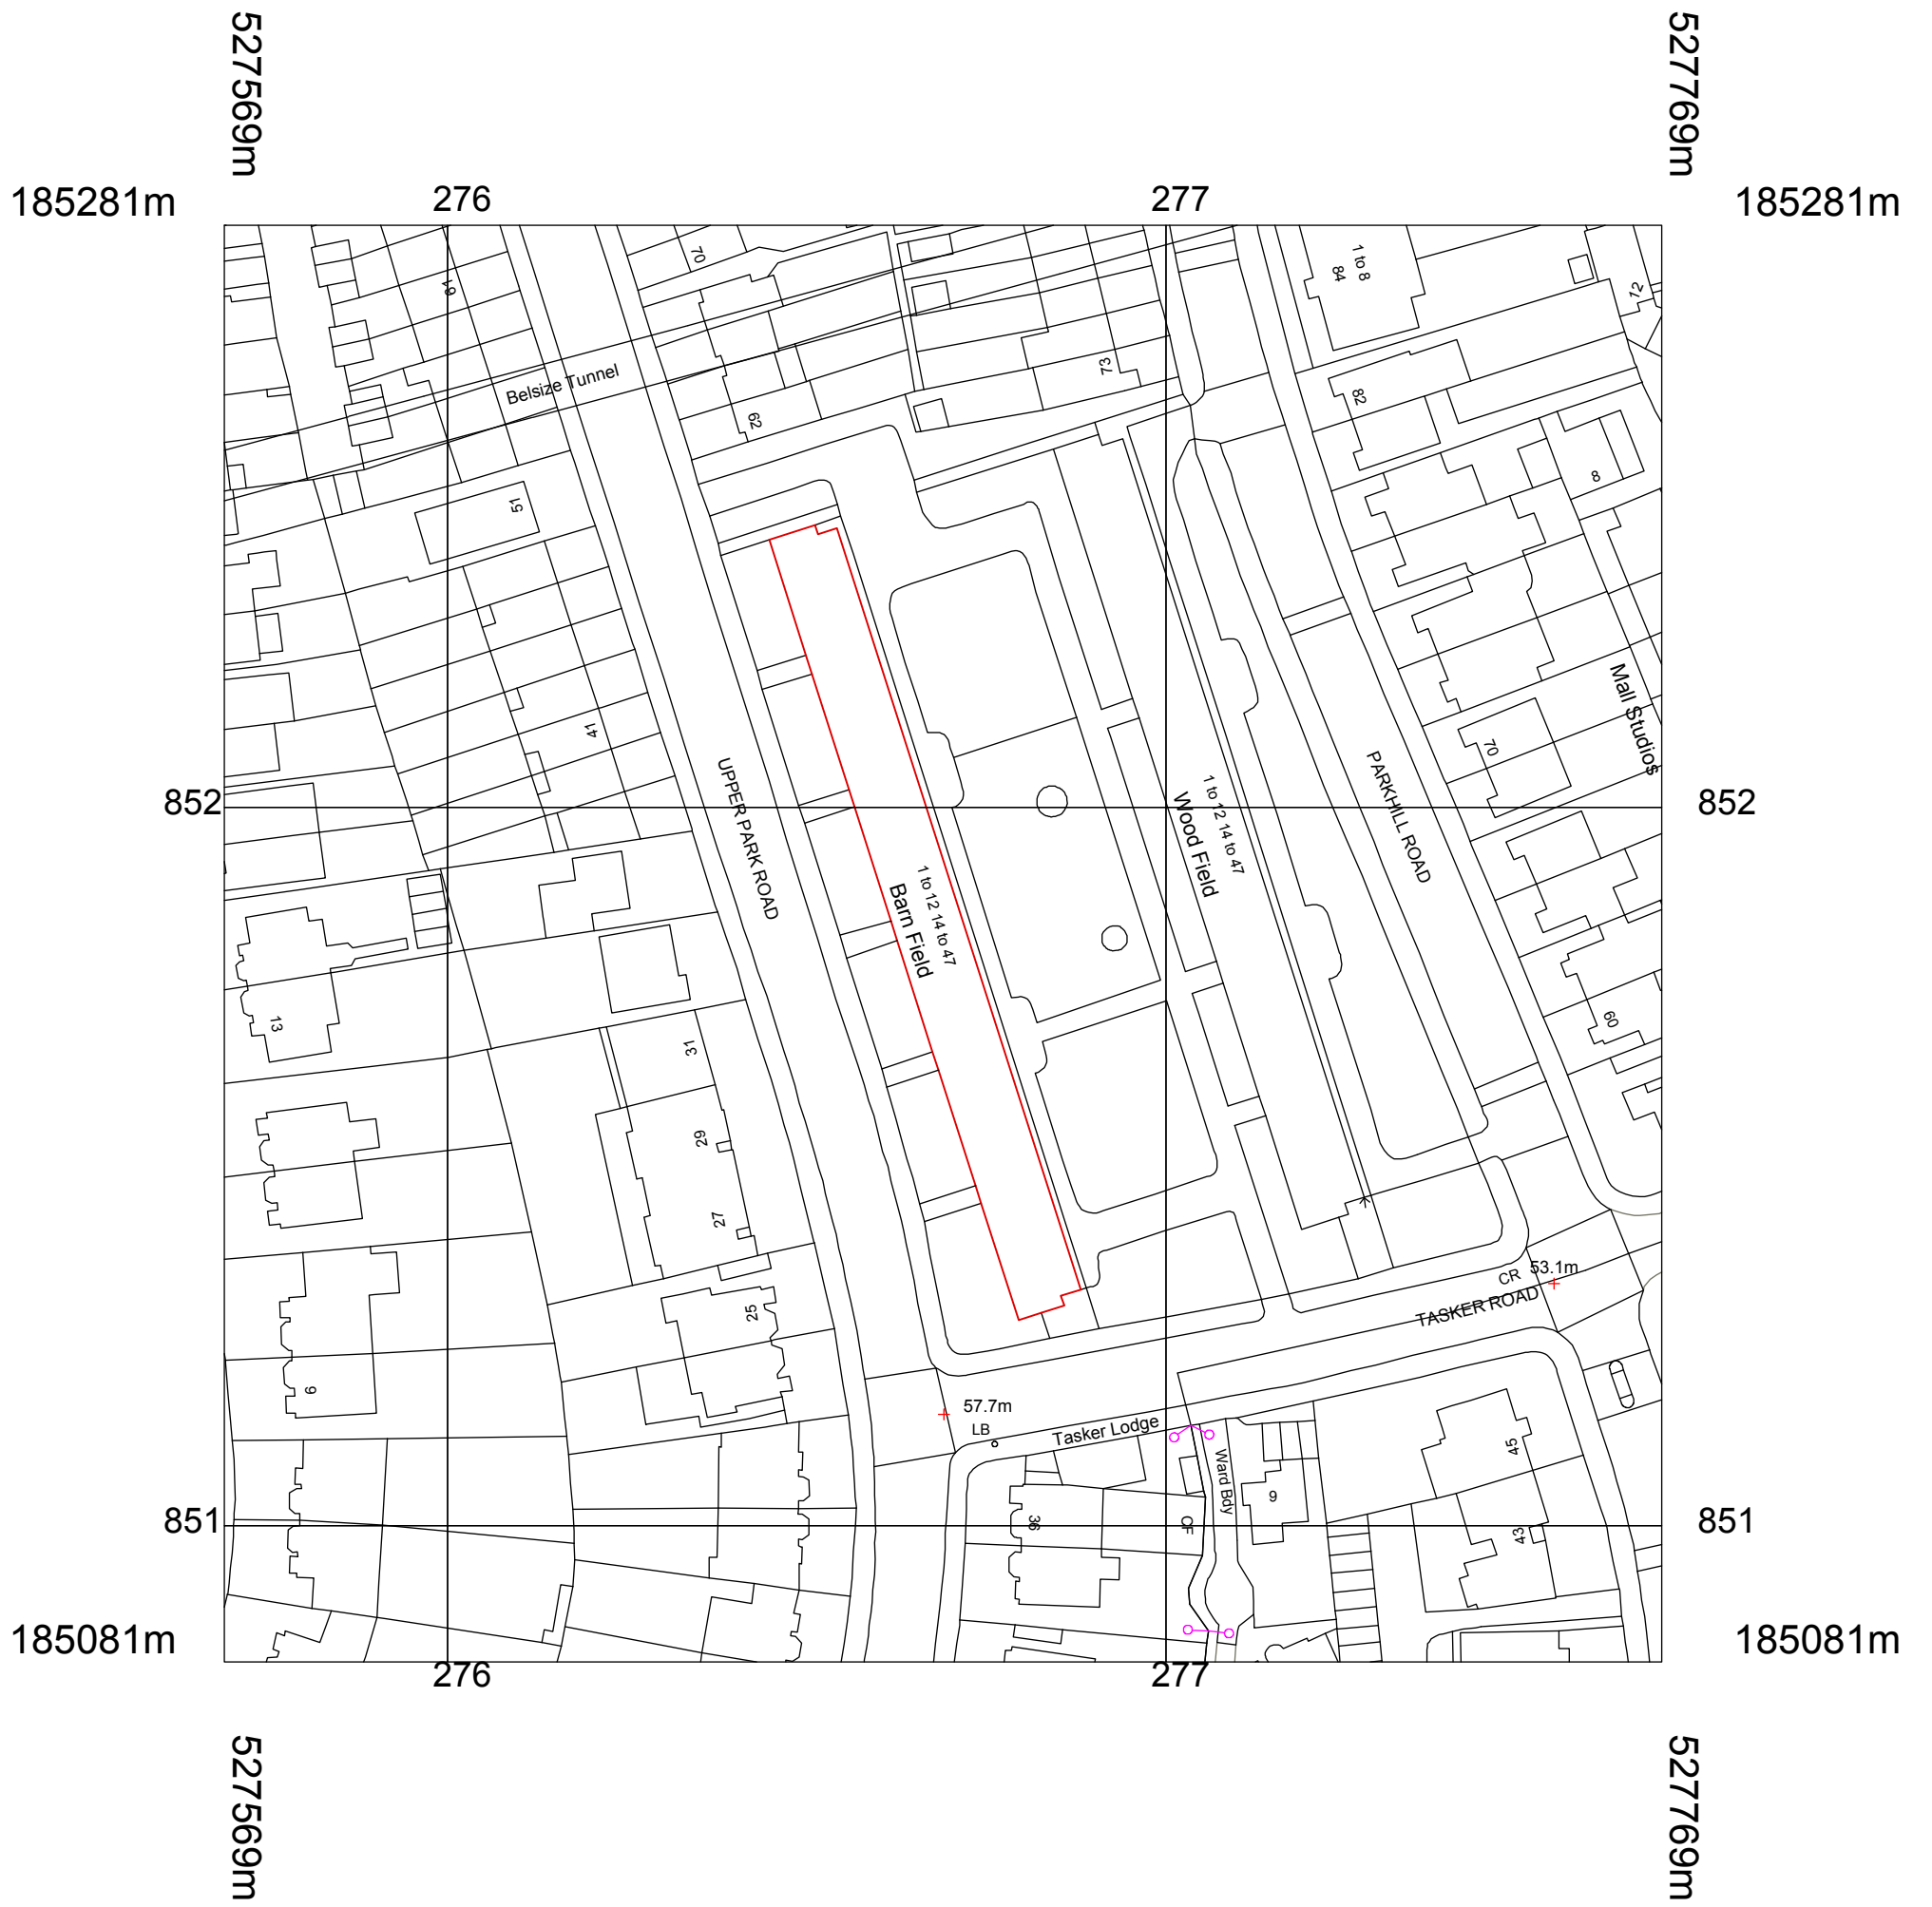 527569m
527769m
185281m
276
277
185281m
70
1 to 8
84
61
72
Belsize Tunnel
73
82
62
51
8
Mall Studios
41
70
UPPER PARK ROAD
PARKHILL ROAD
852
852
1 to 12 14 to 47
Wood Field
1 to 12 14 to 47
Barn Field
13
60
31
29
27
CR
53.1m
TASKER ROAD
25
9
57.7m
LB
Tasker Lodge
45
Ward Bdy
9
36
CF
43
851
851
185081m
276
277
185081m
527569m
527769m